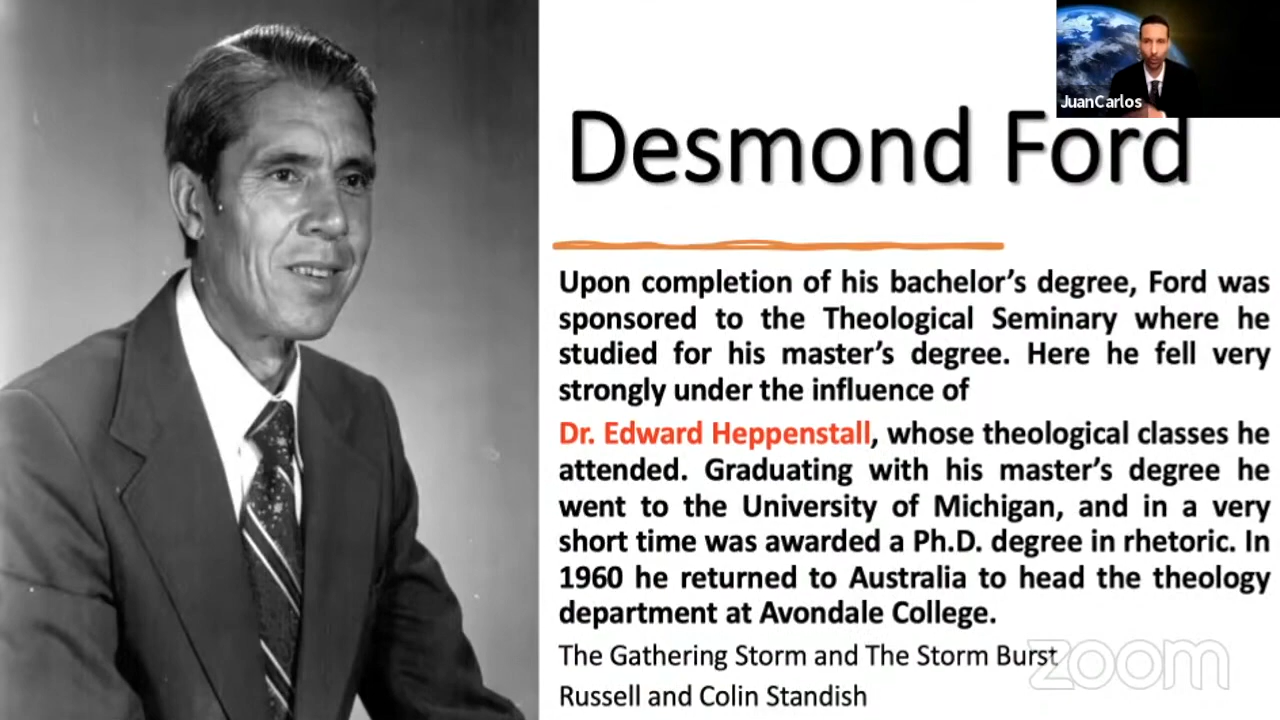 JuanCarlos
Desmond Ford
Upon completion of his bachelor’s degree, Ford was
sponsored to the Theological Seminary where he
studied for his master’s degree. Here he fell very
strongly under the influence of
Dr. Edward Heppenstall, whose theological classes he
attended. Graduating with his master’s degree he
went to the University of Michigan, and in a very
short time was awarded a Ph.D. degree in rhetoric. In
1960 he returned to Australia to head the theology
department at Avondale College.
The Gathering Storm and The Storm Burst
Russell and Colin Standish
zoom